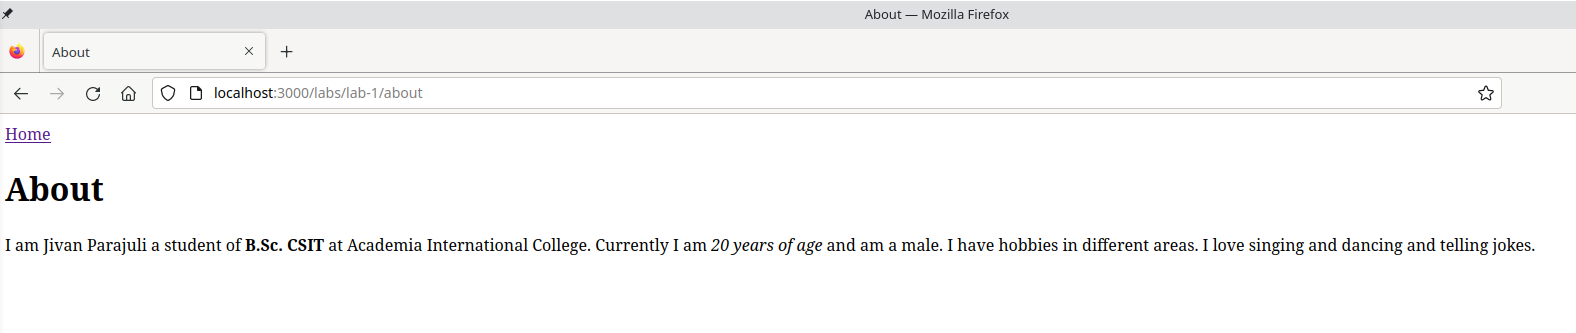 About — Mozilla Firefox
About
localhost:3000/labs/lab-1/about
Home
About
I am Jivan Parajuli a student of B.Sc. CSIT at Academia International College. Currently I am 20 years of age and am a male. I have hobbies in different areas. I love singing and dancing and telling jokes.